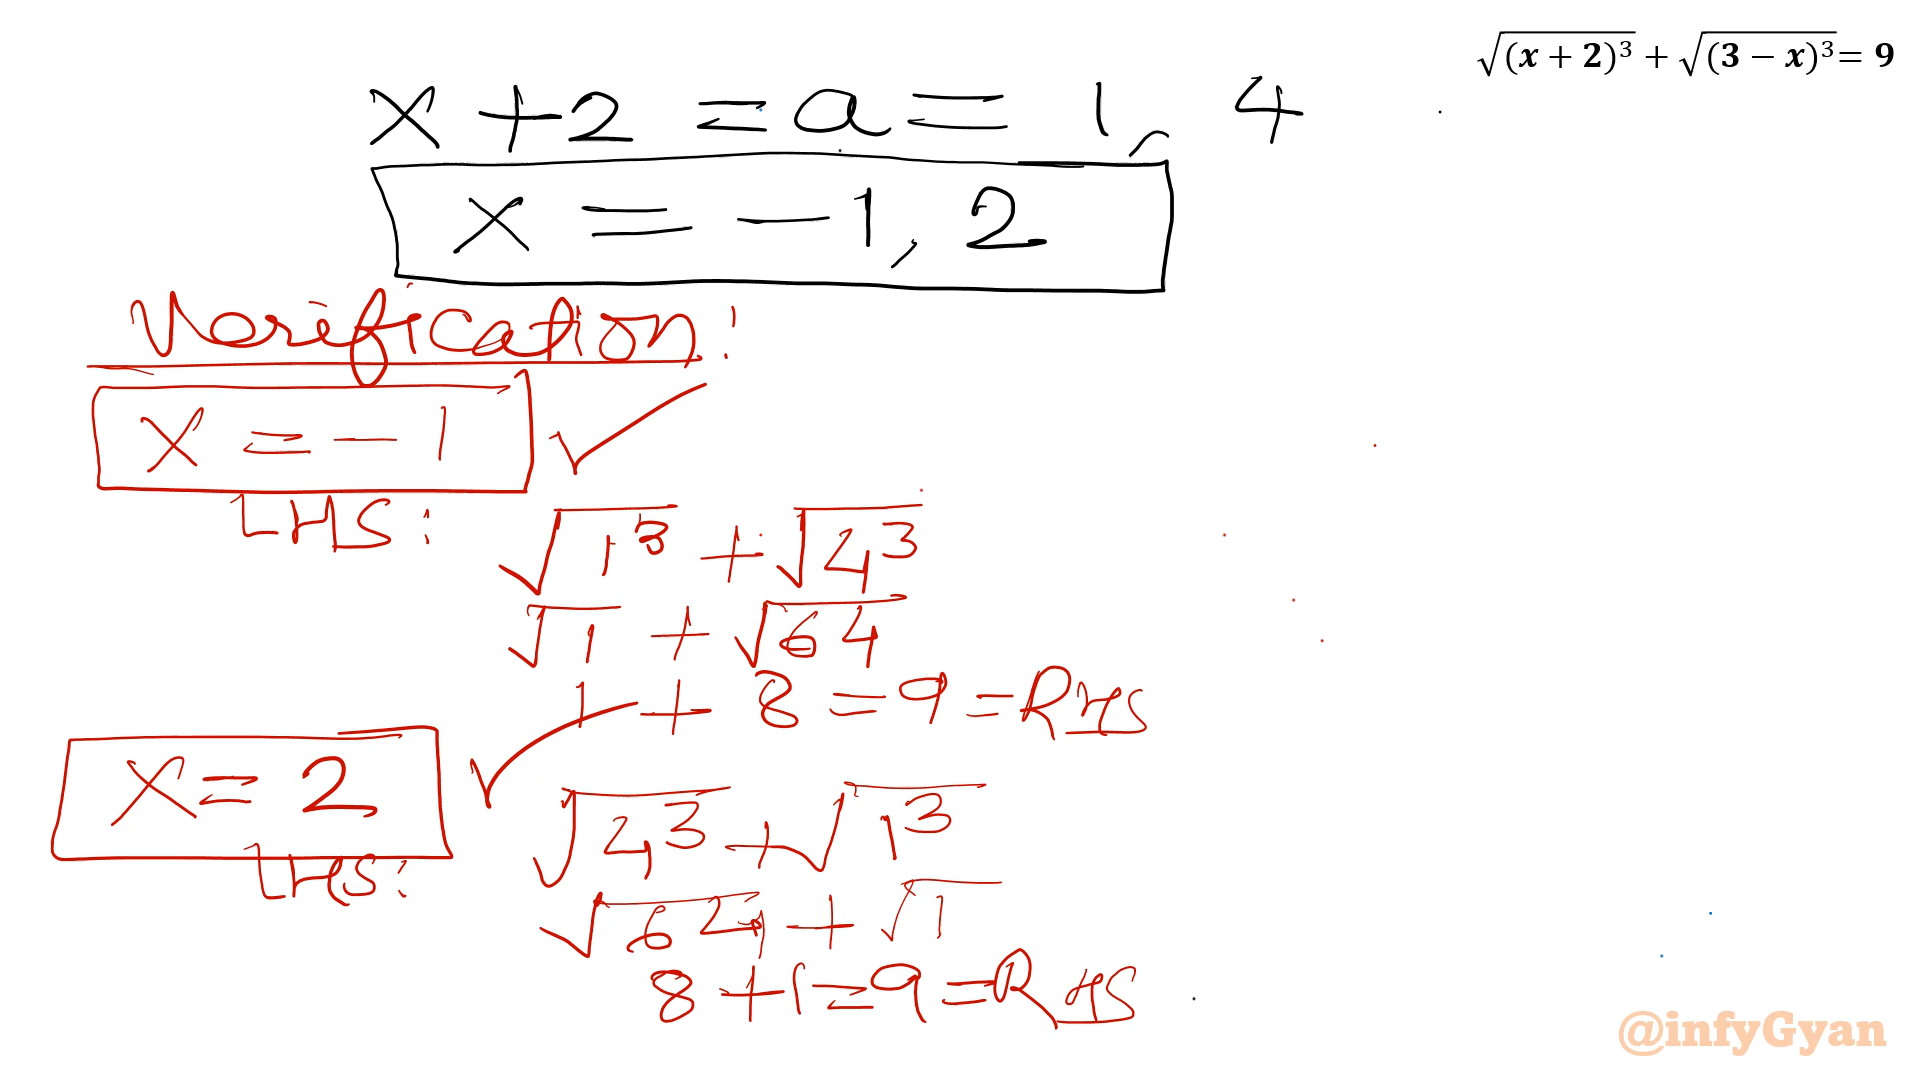 √(x + 2)³ + √(3 − x)³ = 9
x + 2 = a = 1, 4
x = −1, 2
Verification:
x = −1 ✓
LHS: √1³ + √4³
√1 + √64
1 + 8 = 9 = RHS
x = 2 ✓
LHS: √4³ + √1³
√64 + √1
8 + 1 = 9 = RHS
@infyGyan